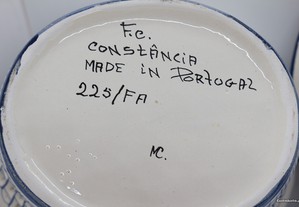 F.C.
CONSTÂNCIA
MADE IN PORTUGAL
225/FA
MC.